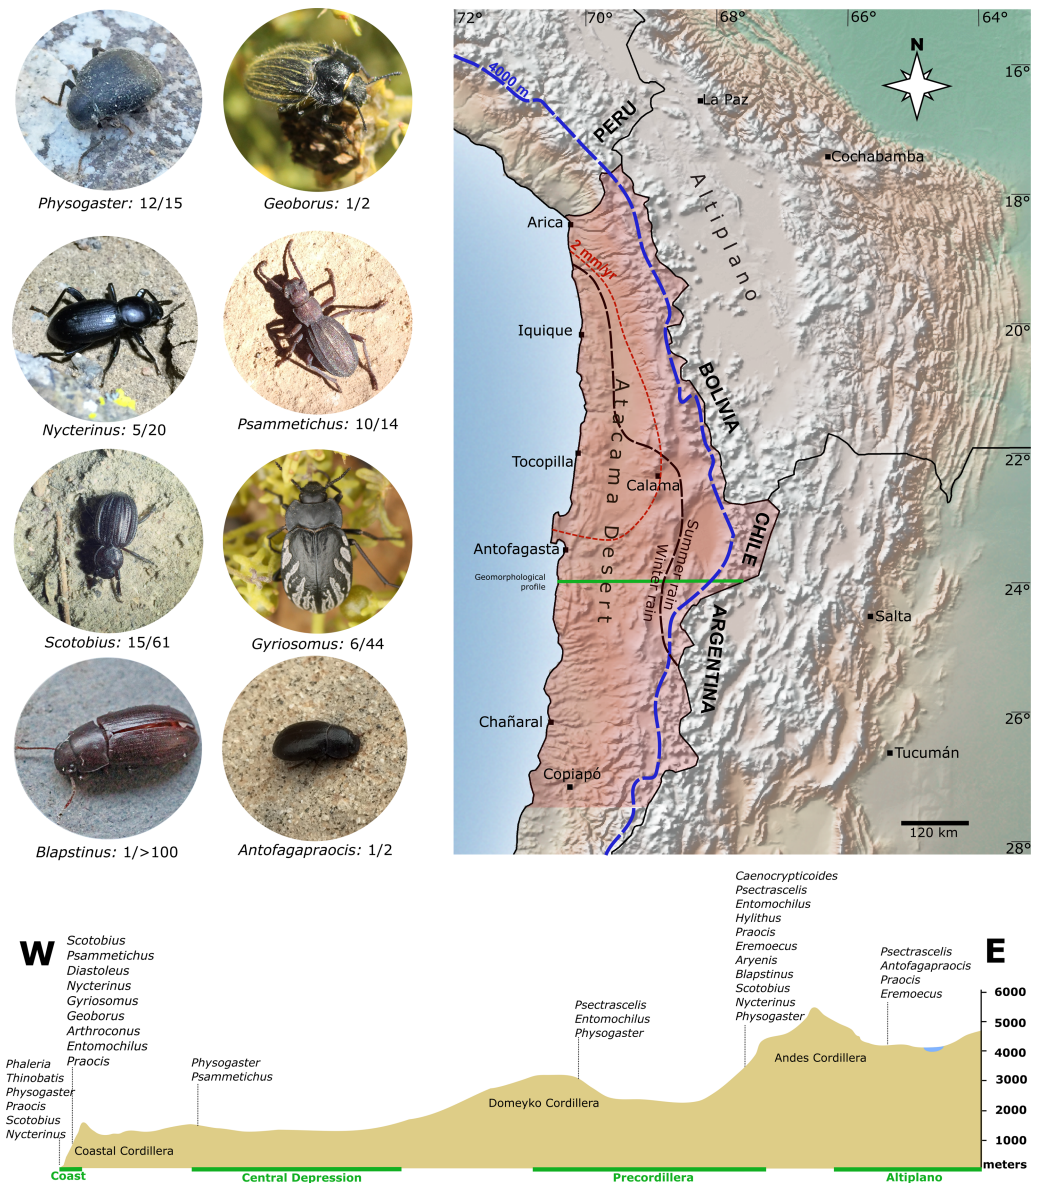 Physogaster: 12/15
Geoborus: 1/2
Nycterinus: 5/20
Psammetichus: 10/14
Scotobius: 15/61
Gyriosomus: 6/44
Blapstinus: 1/>100
Antofagapraocis: 1/2
72°
70°
68°
66°
64°
N
16°
4000 m
La Paz
PERU
Cochabamba
Altiplano
18°
Arica
2 mm/yr
Iquique
20°
BOLIVIA
Atacama Desert
Tocopilla
22°
Calama
Summer rain
Winter rain
CHILE
Antofagasta
Geomorphological
profile
24°
ARGENTINA
Salta
26°
Chañaral
Tucumán
Copiapó
120 km
28°
W
Scotobius
Psammetichus
Diastoleus
Nycterinus
Gyriosomus
Geoborus
Arthroconus
Entomochilus
Praocis
Phaleria
Thinobatis
Physogaster
Praocis
Scotobius
Nycterinus
Physogaster
Psammetichus
Psectrascelis
Entomochilus
Physogaster
Caenocrypticoides
Psectrascelis
Entomochilus
Hylithus
Praocis
Eremoecus
Aryenis
Blapstinus
Scotobius
Nycterinus
Physogaster
Psectrascelis
Antofagapraocis
Praocis
Eremoecus
E
6000
5000
4000
3000
2000
1000
meters
Coastal Cordillera
Domeyko Cordillera
Andes Cordillera
Coast
Central Depression
Precordillera
Altiplano